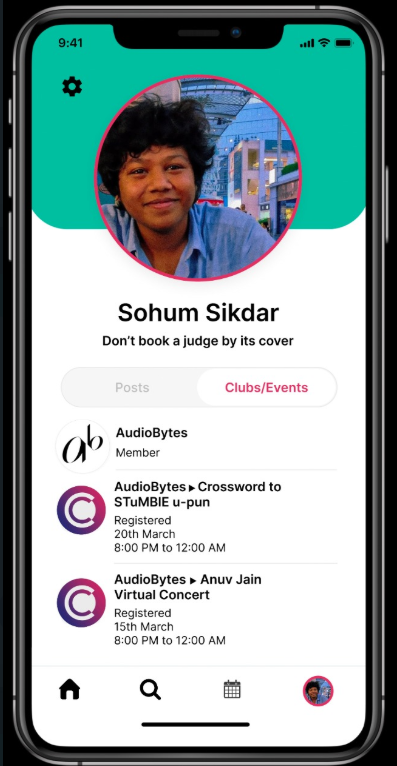 9:41
Sohum Sikdar
Don't book a judge by its cover
Posts
Clubs/Events
ab
AudioBytes
Member
AudioBytes ▸ Crossword to
STuMBlE u-pun
Registered
20th March
8:00 PM to 12:00 AM
AudioBytes ▸ Anuv Jain
Virtual Concert
Registered
15th March
8:00 PM to 12:00 AM